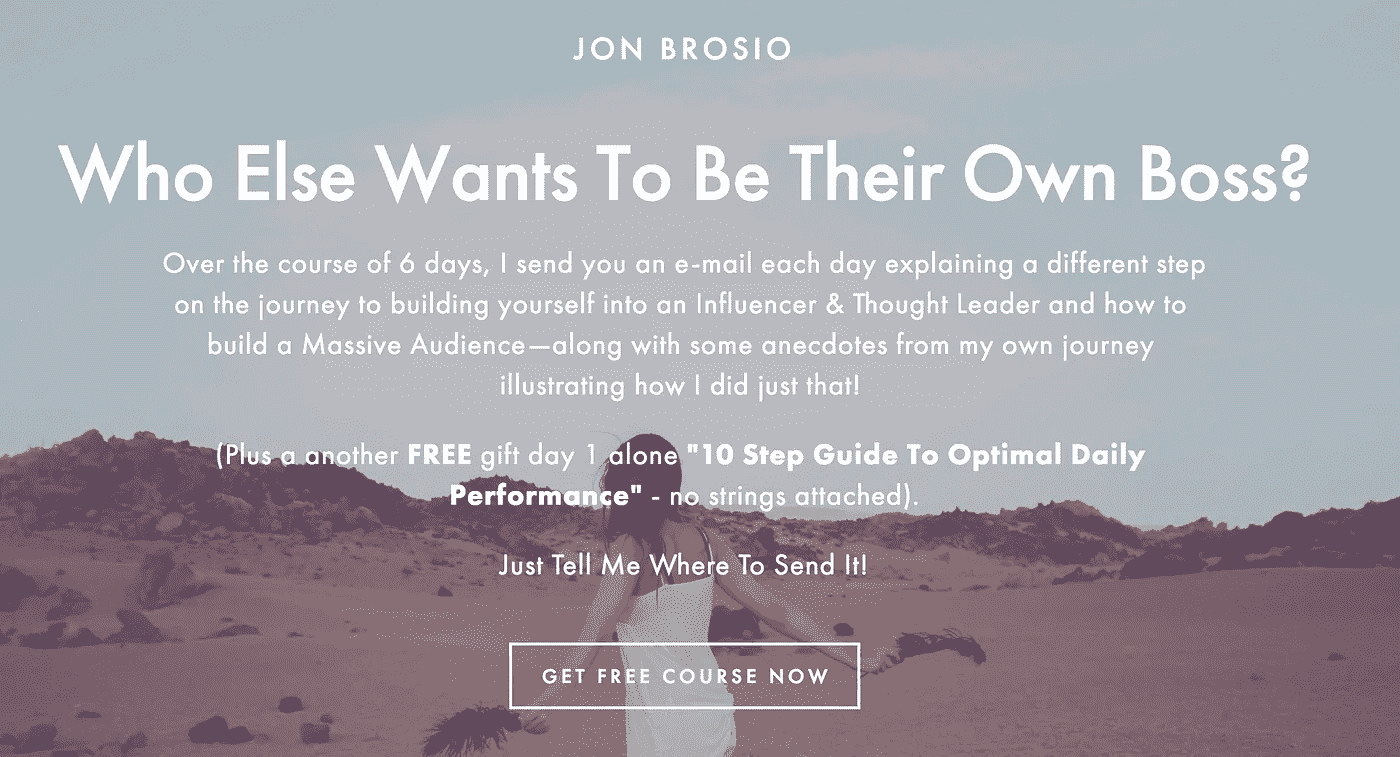 JON BROSIO
Who Else Wants To Be Their Own Boss?
Over the course of 6 days, I send you an e-mail each day explaining a different step
on the journey to building yourself into an Influencer & Thought Leader and how to
build a Massive Audience—along with some anecdotes from my own journey
illustrating how I did just that!
(Plus a another FREE gift day 1 alone "10 Step Guide To Optimal Daily
Performance" - no strings attached).
Just Tell Me Where To Send It!
GET FREE COURSE NOW